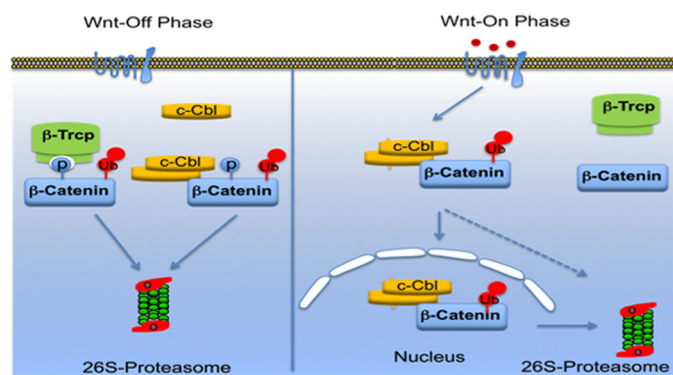 Wnt-Off Phase
Wnt-On Phase
c-Cbl
β-Trcp
p
Ub
β-Catenin
c-Cbl
p
Ub
β-Catenin
26S-Proteasome
c-Cbl
Ub
β-Catenin
β-Trcp
β-Catenin
c-Cbl
Ub
β-Catenin
Nucleus
26S-Proteasome